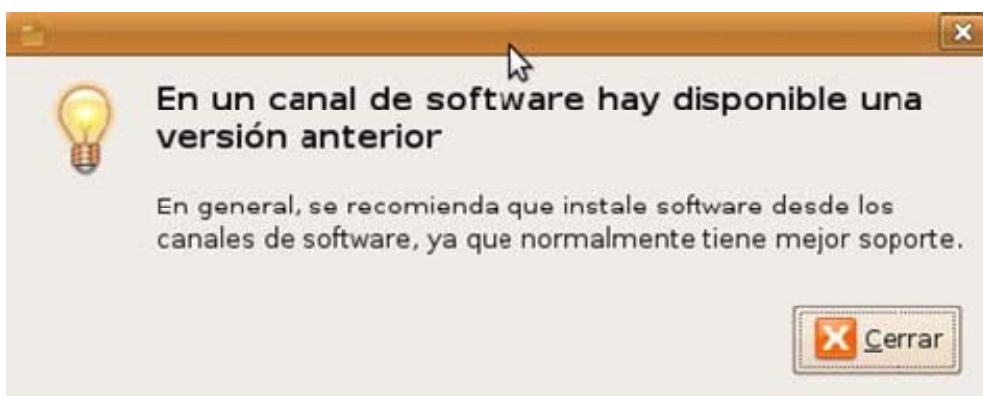 En un canal de software hay disponible una
versión anterior
En general, se recomienda que instale software desde los
canales de software, ya que normalmente tiene mejor soporte.
Cerrar